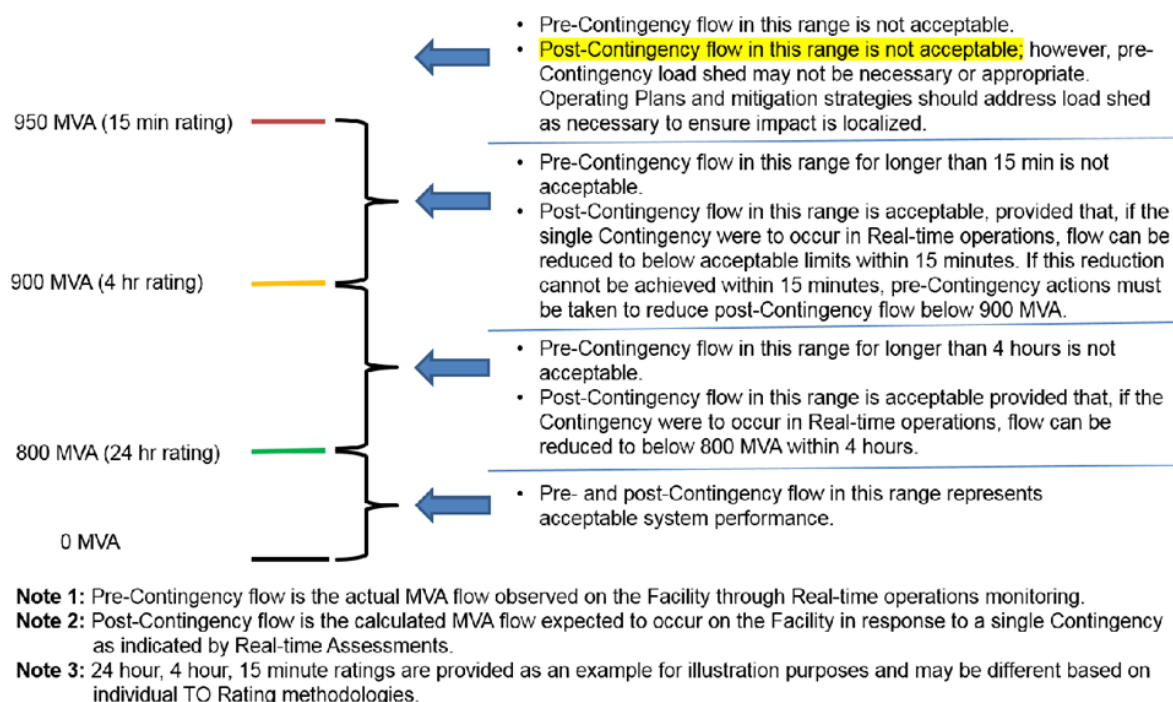 • Pre-Contingency flow in this range is not acceptable.
• Post-Contingency flow in this range is not acceptable; however, pre-
Contingency load shed may not be necessary or appropriate.
Operating Plans and mitigation strategies should address load shed
as necessary to ensure impact is localized.
950 MVA (15 min rating)
• Pre-Contingency flow in this range for longer than 15 min is not
acceptable.
• Post-Contingency flow in this range is acceptable, provided that, if the
single Contingency were to occur in Real-time operations, flow can be
reduced to below acceptable limits within 15 minutes. If this reduction
cannot be achieved within 15 minutes, pre-Contingency actions must
be taken to reduce post-Contingency flow below 900 MVA.
900 MVA (4 hr rating)
• Pre-Contingency flow in this range for longer than 4 hours is not
acceptable.
• Post-Contingency flow in this range is acceptable provided that, if the
Contingency were to occur in Real-time operations, flow can be
reduced to below 800 MVA within 4 hours.
800 MVA (24 hr rating)
• Pre- and post-Contingency flow in this range represents
acceptable system performance.
0 MVA
Note 1: Pre-Contingency flow is the actual MVA flow observed on the Facility through Real-time operations monitoring.
Note 2: Post-Contingency flow is the calculated MVA flow expected to occur on the Facility in response to a single Contingency
as indicated by Real-time Assessments.
Note 3: 24 hour, 4 hour, 15 minute ratings are provided as an example for illustration purposes and may be different based on
individual TO Rating methodologies.